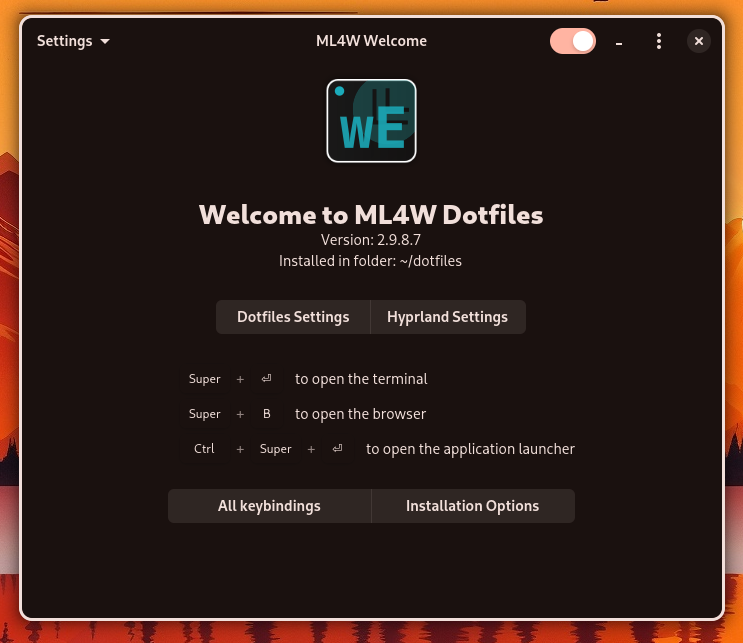 Settings
ML4W Welcome
WE
Welcome to ML4W Dotfiles
Version: 2.9.8.7
Installed in folder: ~/dotfiles
Dotfiles Settings
Hyprland Settings
Super + ⏎ to open the terminal
Super + B to open the browser
Ctrl + Super + ⏎ to open the application launcher
All keybindings
Installation Options